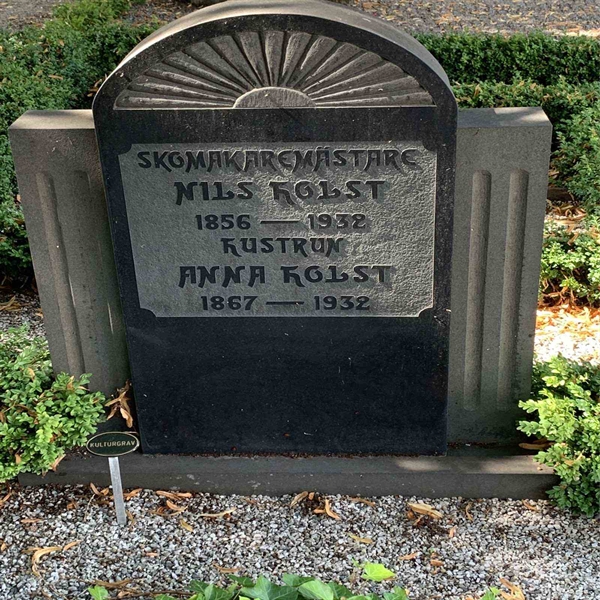 SKOMAKAREMÄSTARE
NILS HOLST
1856 — 1938
HUSTRUN
ANNA HOLST
1867 — 1932
KULTURGRAV